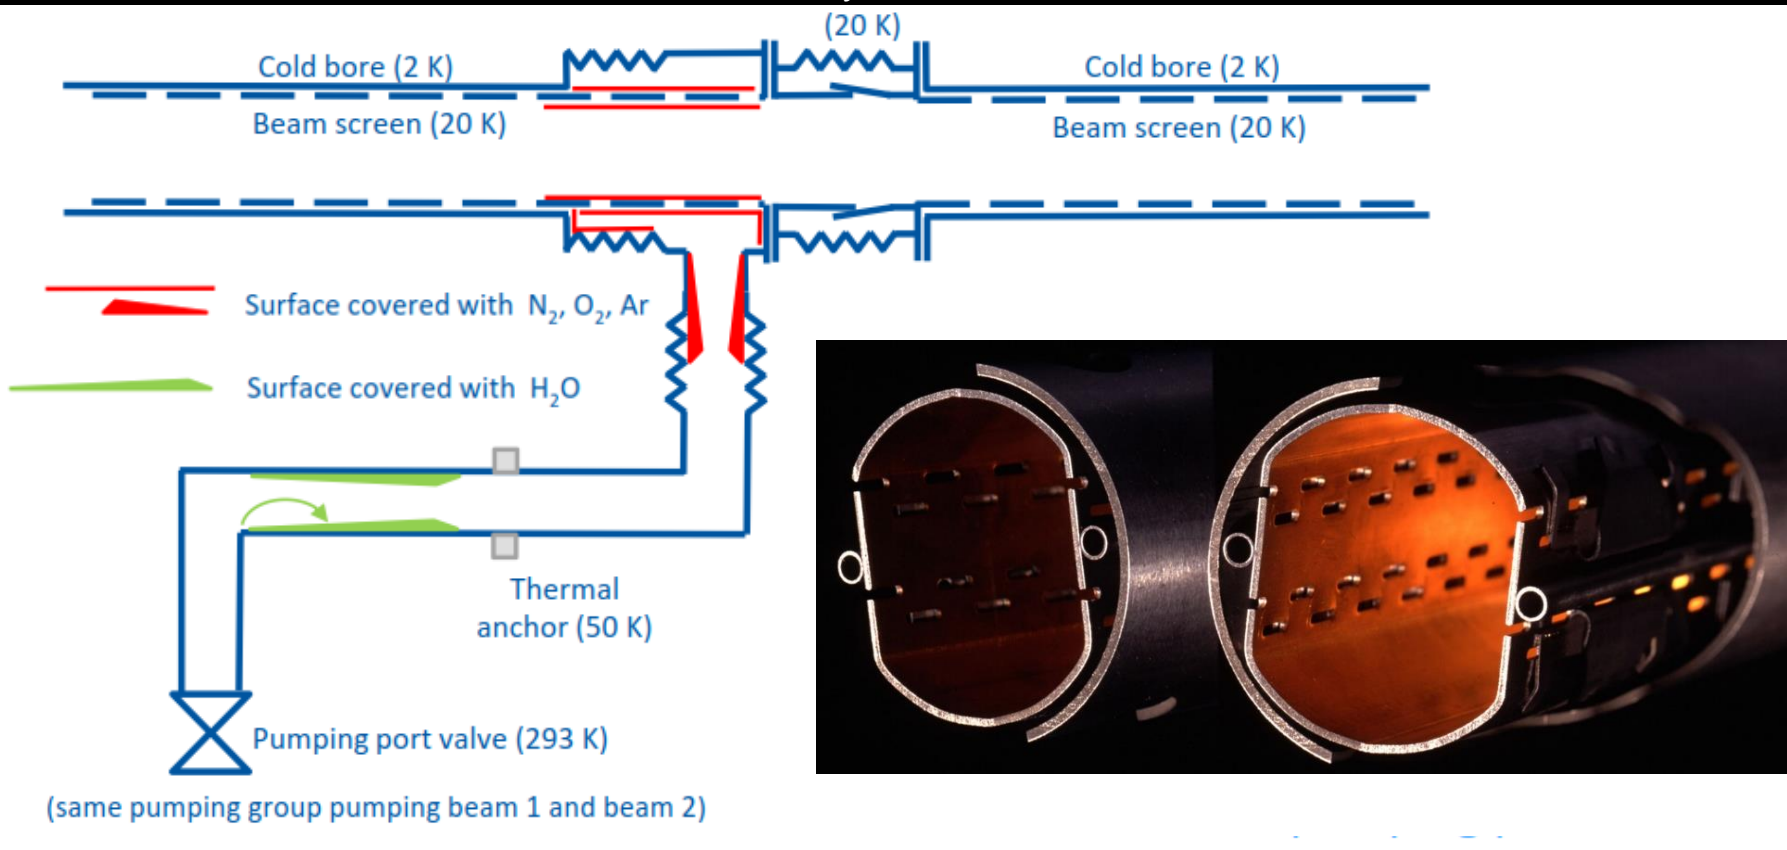 (20 K)
Cold bore (2 K)
Cold bore (2 K)
Beam screen (20 K)
Beam screen (20 K)
Surface covered with N₂, O₂, Ar
Surface covered with H₂O
Thermal
anchor (50 K)
Pumping port valve (293 K)
(same pumping group pumping beam 1 and beam 2)